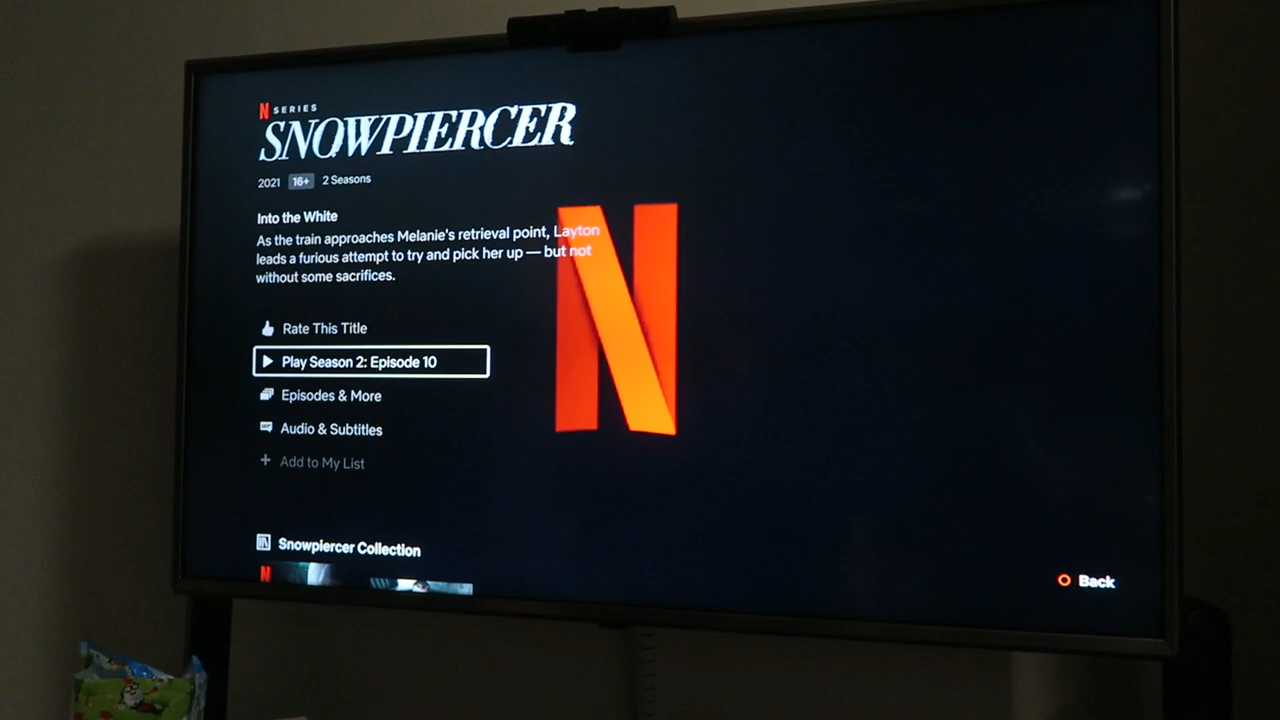 N SERIES
SNOWPIERCER
2021 16+ 2 Seasons
Into the White
As the train approaches Melanie's retrieval point, Layton
leads a furious attempt to try and pick her up — but not
without some sacrifices.
Rate This Title
Play Season 2: Episode 10
Episodes & More
Audio & Subtitles
+ Add to My List
N
Snowpiercer Collection
N
Back